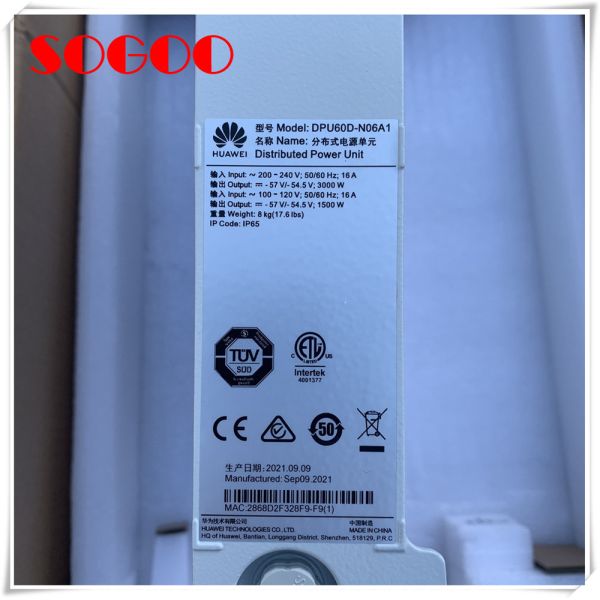 SOGOO
HUAWEI
型号 Model: DPU60D-N06A1
名称 Name: 分布式电源单元
Distributed Power Unit
输入 Input: ~ 200 - 240 V; 50/60 Hz; 16 A
输出 Output: ⎓ - 57 V/- 54.5 V; 3000 W
输入 Input: ~ 100 - 120 V; 50/60 Hz; 16 A
输出 Output: ⎓ - 57 V/- 54.5 V; 1500 W
重量 Weight: 8 kg(17.6 lbs)
IP Code: IP65
TÜV
SÜD
ETL
C US
LISTED
Intertek
4001377
CE
50
生产日期: 2021.09.09
Manufactured: Sep09.2021
MAC:2868D2F328F9-F9(1)
华为技术有限公司 中国制造
HUAWEI TECHNOLOGIES CO., LTD. MADE IN CHINA
HQ of Huawei, Bantian, Longgang District, Shenzhen, 518129, P.R.C